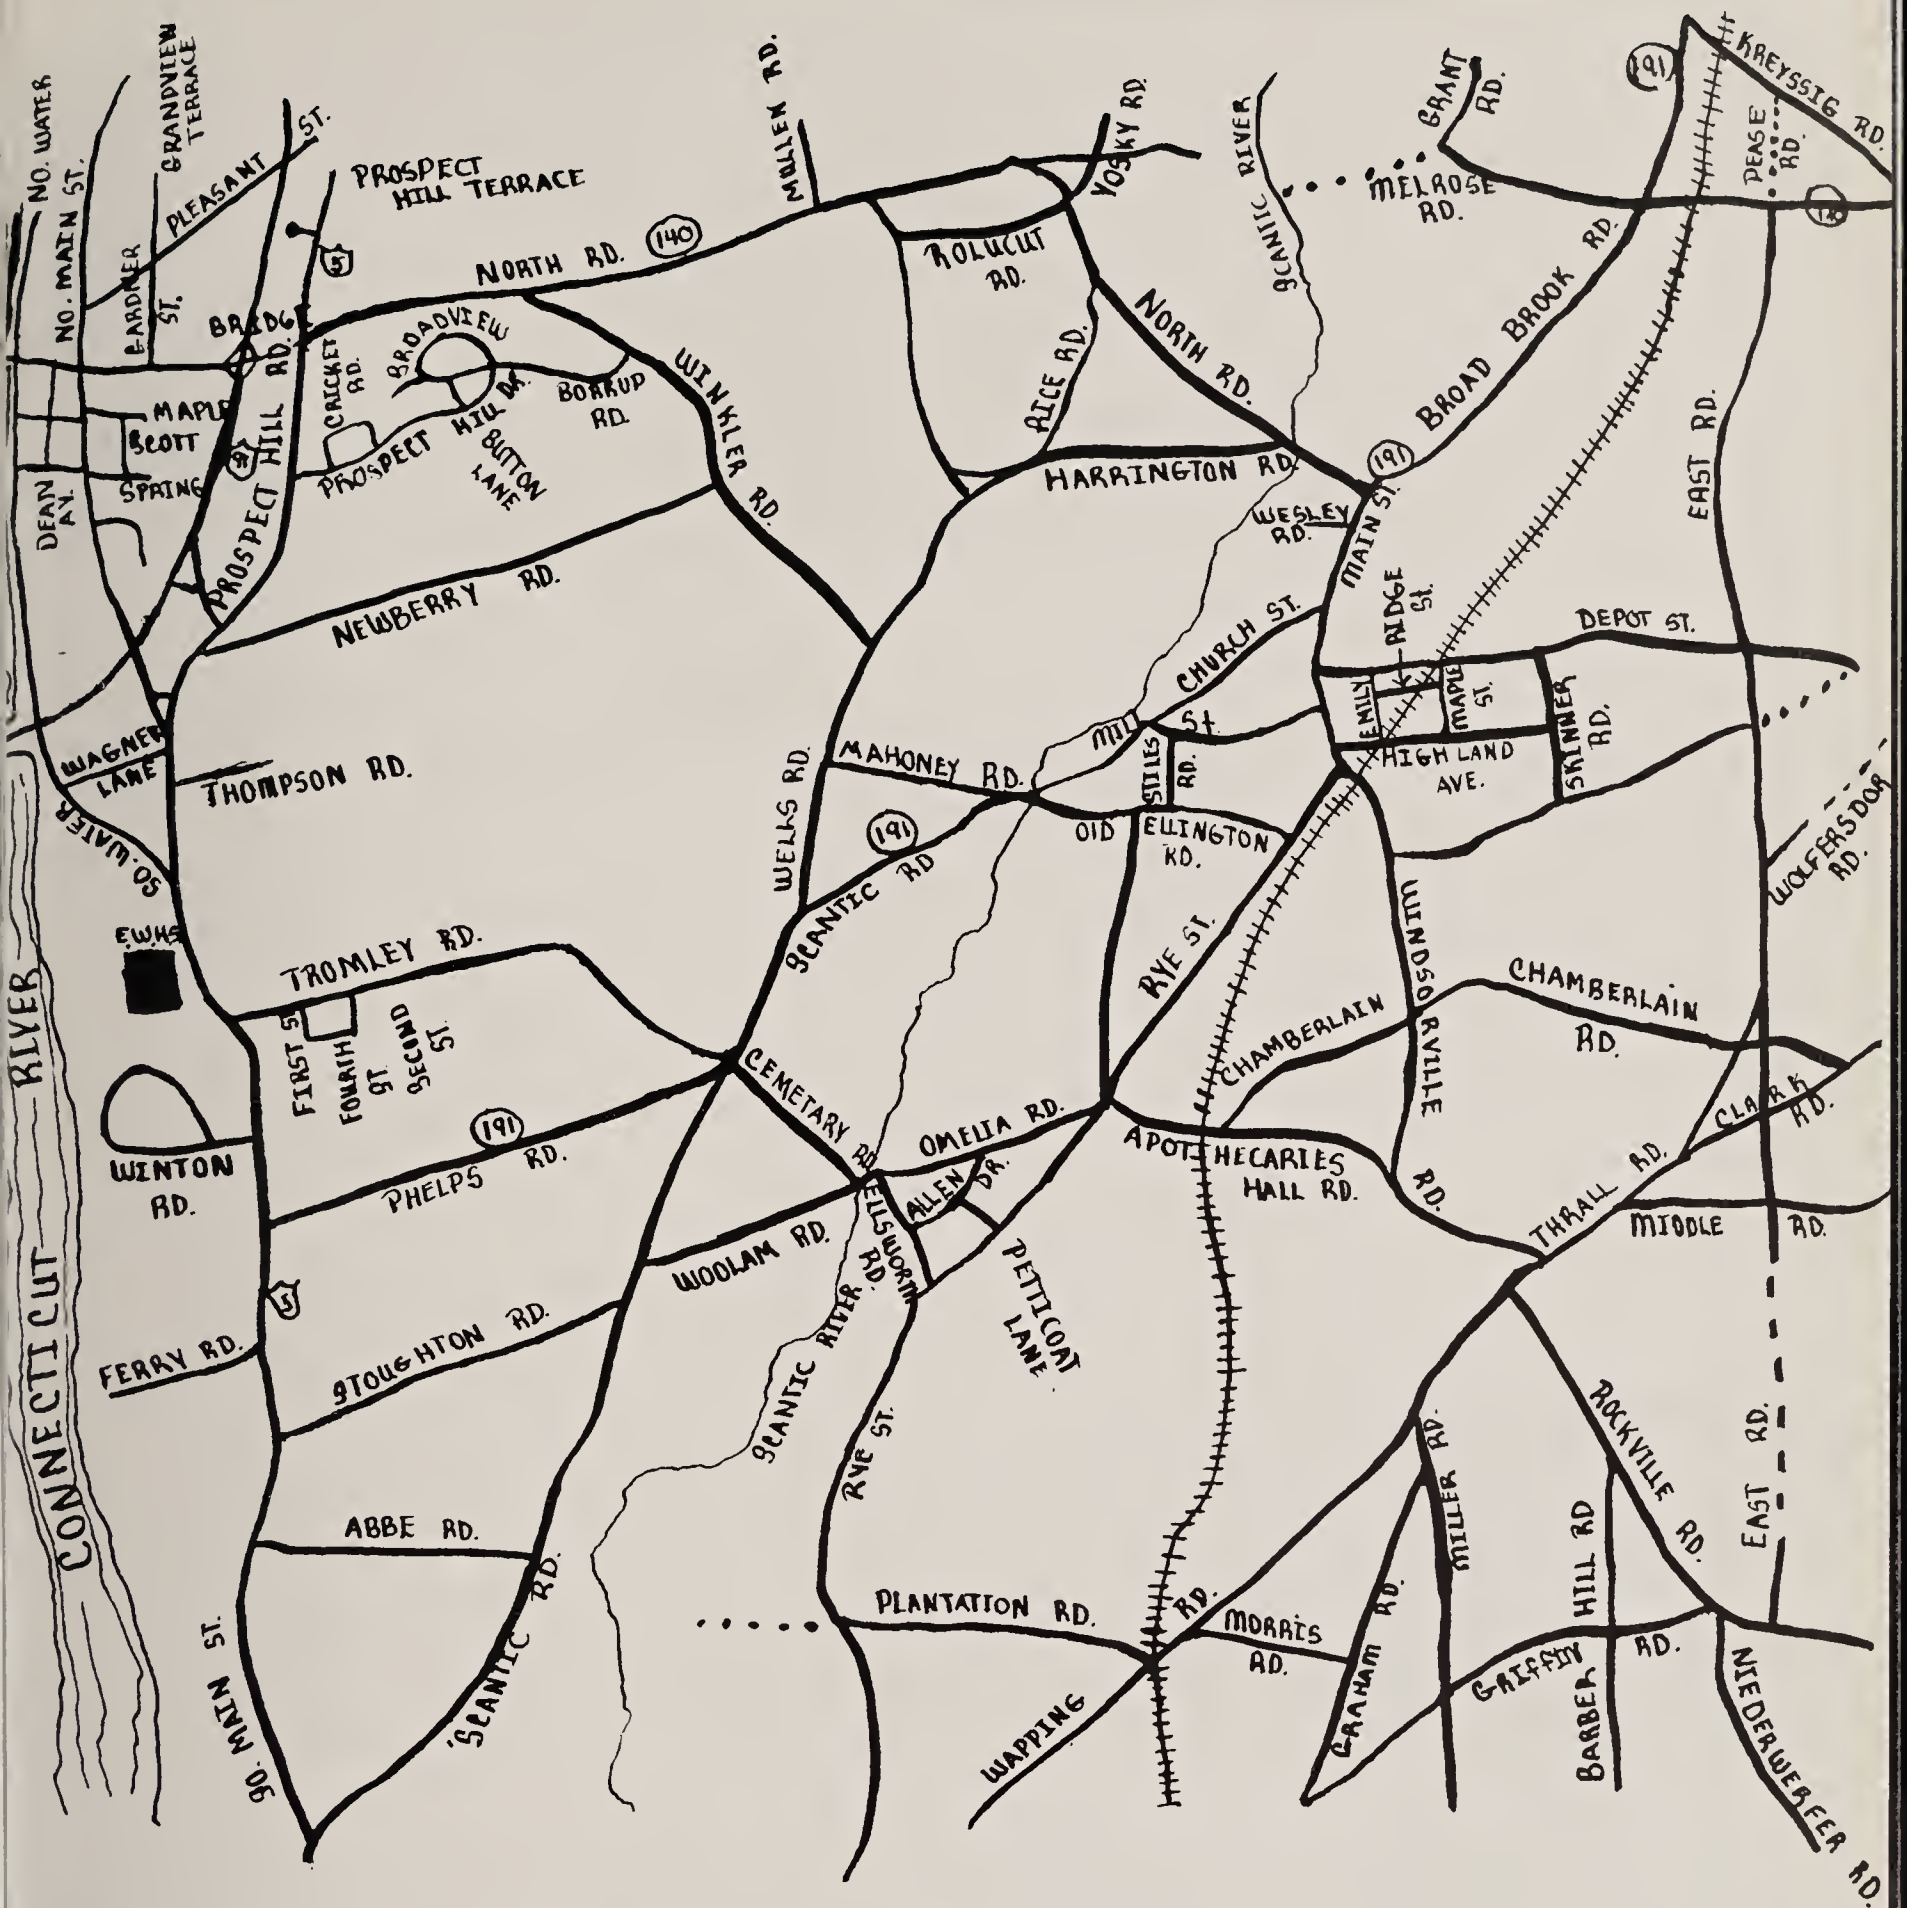 NO. WATER
NO. MAIN ST.
GRANDVIEW
TERRACE
PLEASANT ST.
GARDNER
ST.
PROSPECT
HILL TERRACE
5
MULLEN RD.
YOSKY RD.
SCANTIC RIVER
GRANT
RD.
191
KREYSSIG RD.
PEASE
RD.
MELROSE
RD.
140
NORTH RD.
ROLUCUT
RD.
BRIDGE
RD.
BROADVIEW
CRICKET
RD.
PROSPECT HILL DR.
BUTTON
LANE
BORRUP
RD.
WINKLER RD.
RICE RD.
NORTH RD.
BROAD BROOK RD.
EAST RD.
MAPLE
SCOTT
SPRING
DEAN
AV.
PROSPECT HILL
HARRINGTON RD.
191
WESLEY
RD.
MAIN ST.
NEWBERRY RD.
CHURCH ST.
RIDGE
St.
DEPOT ST.
EMILY
MAPLE
ST.
SKINNER
RD.
HIGHLAND
AVE.
MILL St.
STILES
RD.
MAHONEY RD.
WELLS RD.
WAGNER
LANE
THOMPSON RD.
SO. WATER
191
SCANTIC RD
OLD ELLINGTON
RD.
WOLFERSDORF
RD.
E.W.H.S.
TROMLEY RD.
FIRST ST
FOURTH
ST.
SECOND
ST.
RYE ST.
WINDSORVILLE
CHAMBERLAIN
CHAMBERLAIN
RD.
CEMETARY RD.
OMELIA RD.
APOTHECARIES
HALL RD.
RD.
CLARK
RD.
THRALL RD.
MIDDLE RD.
WINTON
RD.
191
PHELPS RD.
WOOLAM RD.
ELLSWORTH
RD.
ALLEN DR.
PETTICOAT
LANE
CONNECTICUT RIVER
5
FERRY RD.
STOUGHTON RD.
SCANTIC RIVER
RYE ST.
ROCKVILLE RD.
EAST RD.
MILLER RD.
ABBE RD.
SCANTIC RD.
SO. MAIN ST.
PLANTATION RD.
WAPPING RD.
MORRIS
RD.
GRAHAM RD.
GRIFFIN RD.
BARBER HILL RD
NIEDERWERFER RD.